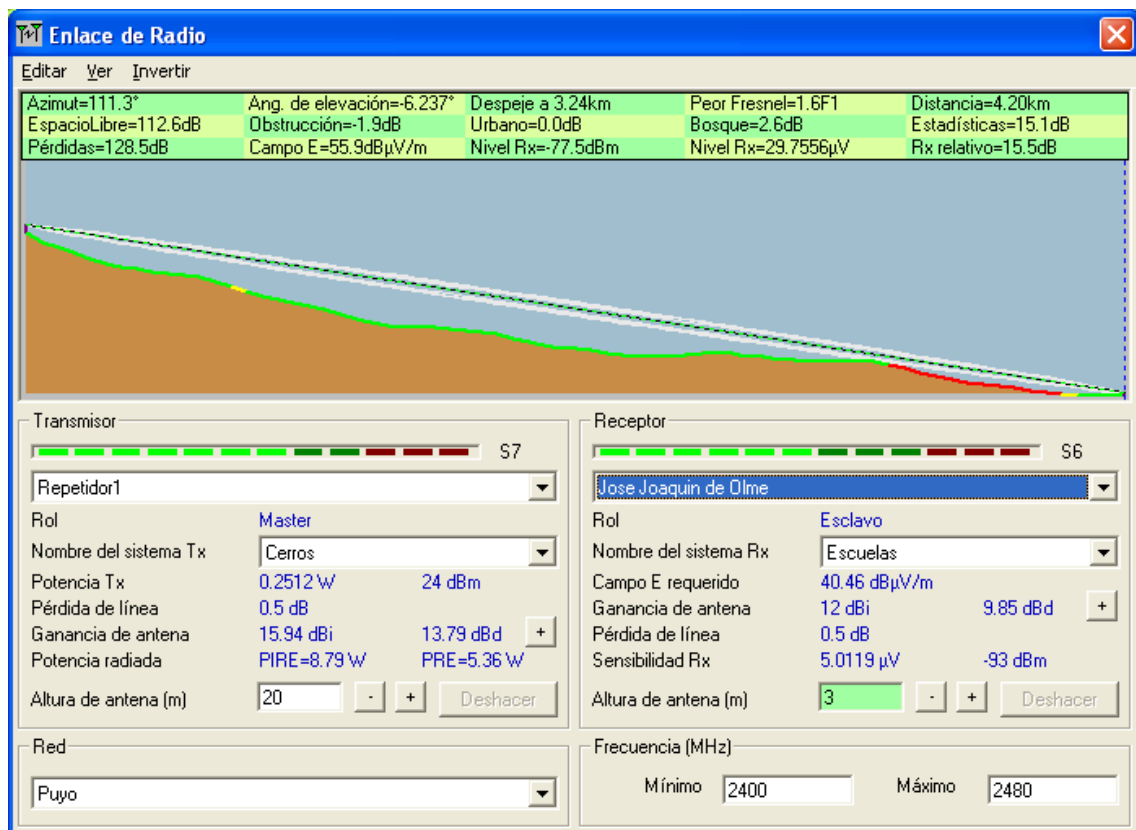 Enlace de Radio
Editar Ver Invertir
Azimut=111.3° Ang. de elevación=-6.237° Despeje a 3.24km Peor Fresnel=1.6F1 Distancia=4.20km
EspacioLibre=112.6dB Obstrucción=-1.9dB Urbano=0.0dB Bosque=2.6dB Estadísticas=15.1dB
Pérdidas=128.5dB Campo E=55.9dBµV/m Nivel Rx=-77.5dBm Nivel Rx=29.7556µV Rx relativo=15.5dB
Transmisor
S7
Repetidor1
Rol Master
Nombre del sistema Tx Cerros
Potencia Tx 0.2512 W 24 dBm
Pérdida de línea 0.5 dB
Ganancia de antena 15.94 dBi 13.79 dBd +
Potencia radiada PIRE=8.79 W PRE=5.36 W
Altura de antena (m) 20 - + Deshacer
Receptor
S6
Jose Joaquin de Olme
Rol Esclavo
Nombre del sistema Rx Escuelas
Campo E requerido 40.46 dBµV/m
Ganancia de antena 12 dBi 9.85 dBd +
Pérdida de línea 0.5 dB
Sensibilidad Rx 5.0119 µV -93 dBm
Altura de antena (m) 3 - + Deshacer
Red
Puyo
Frecuencia (MHz)
Mínimo 2400 Máximo 2480